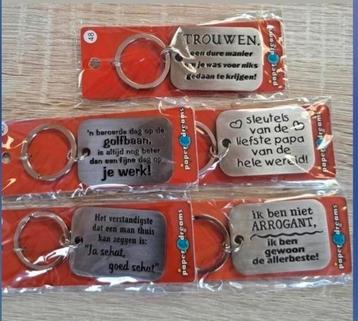 48
TROUWEN.
een dure manier
om je was voor niks
gedaan te krijgen!
paper dreams
'n beroerde dag op de
golfbaan,
is altijd nog beter
dan een fijne dag op
je werk!
paper dreams
Sleutels
van de
liefste papa
van de
hele wereld!
Het verstandigste
dat een man thuis
kan zeggen is:
"Ja schat,
goed schat"
paper dreams
ik ben niet
ARROGANT,
ik ben
gewoon
de allerbeste!